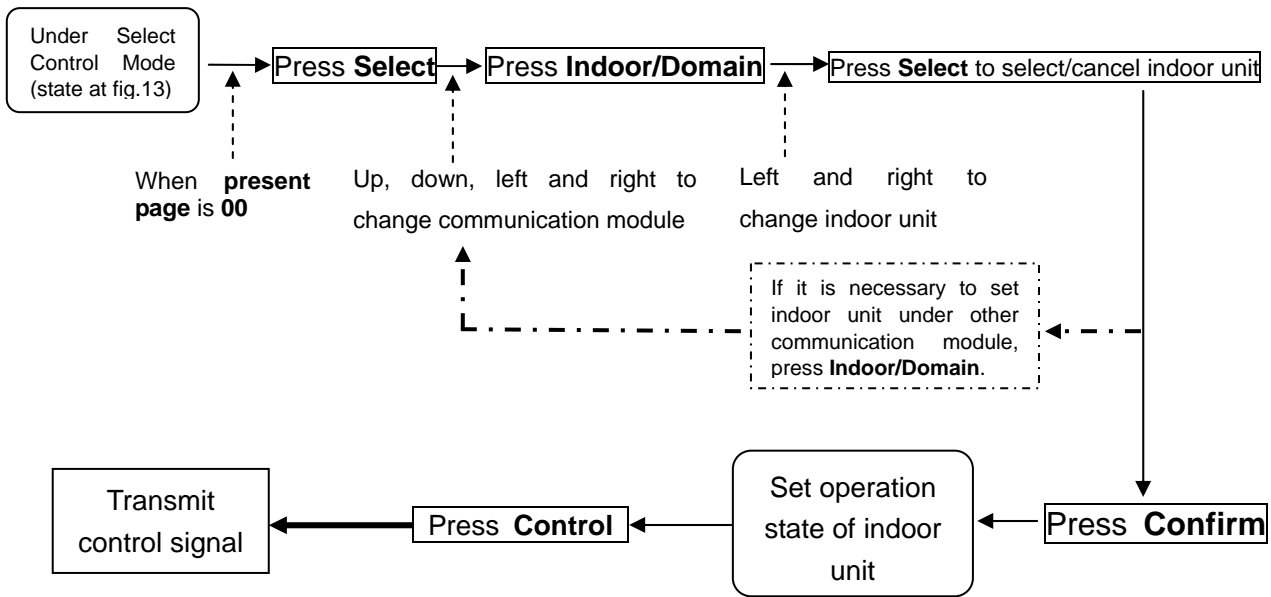 Under Select
Control Mode
(state at fig.13)
Press Select
Press Indoor/Domain
Press Select to select/cancel indoor unit
When present
page is 00
Up, down, left and right to
change communication module
Left and right to
change indoor unit
If it is necessary to set
indoor unit under other
communication module,
press Indoor/Domain.
Transmit
control signal
Press Control
Set operation
state of indoor
unit
Press Confirm